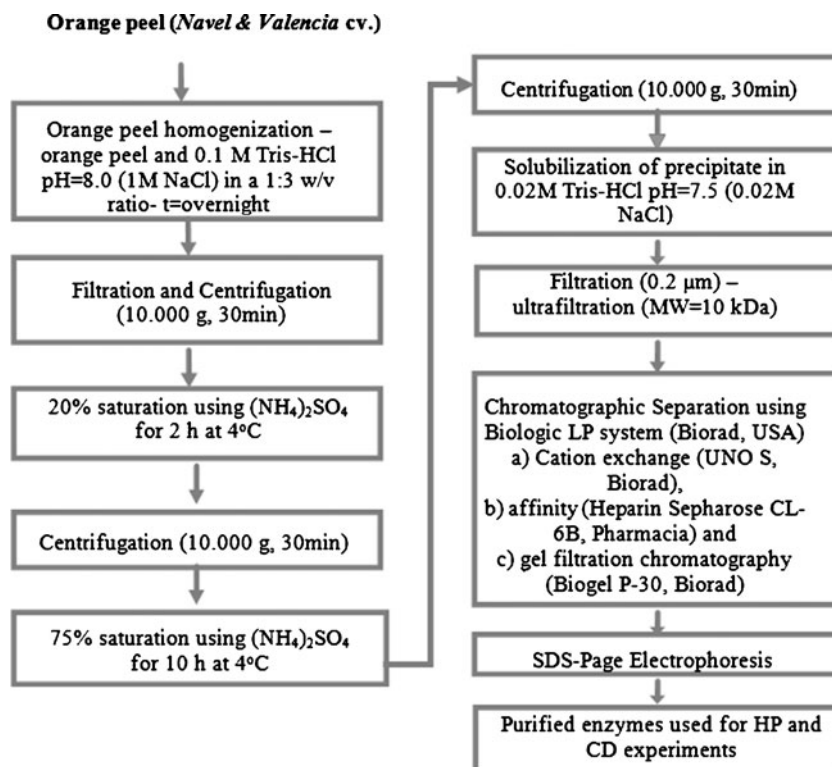 Orange peel (Navel & Valencia cv.)
Orange peel homogenization –
orange peel and 0.1 M Tris-HCl
pH=8.0 (1M NaCl) in a 1:3 w/v
ratio- t=overnight
Filtration and Centrifugation
(10.000 g, 30min)
20% saturation using (NH₄)₂SO₄
for 2 h at 4ºC
Centrifugation (10.000 g, 30min)
75% saturation using (NH₄)₂SO₄
for 10 h at 4ºC
Centrifugation (10.000 g, 30min)
Solubilization of precipitate in
0.02M Tris-HCl pH=7.5 (0.02M
NaCl)
Filtration (0.2 μm) –
ultrafiltration (MW=10 kDa)
Chromatographic Separation using
Biologic LP system (Biorad, USA)
a) Cation exchange (UNO S,
Biorad),
b) affinity (Heparin Sepharose CL-
6B, Pharmacia) and
c) gel filtration chromatography
(Biogel P-30, Biorad)
SDS-Page Electrophoresis
Purified enzymes used for HP and
CD experiments